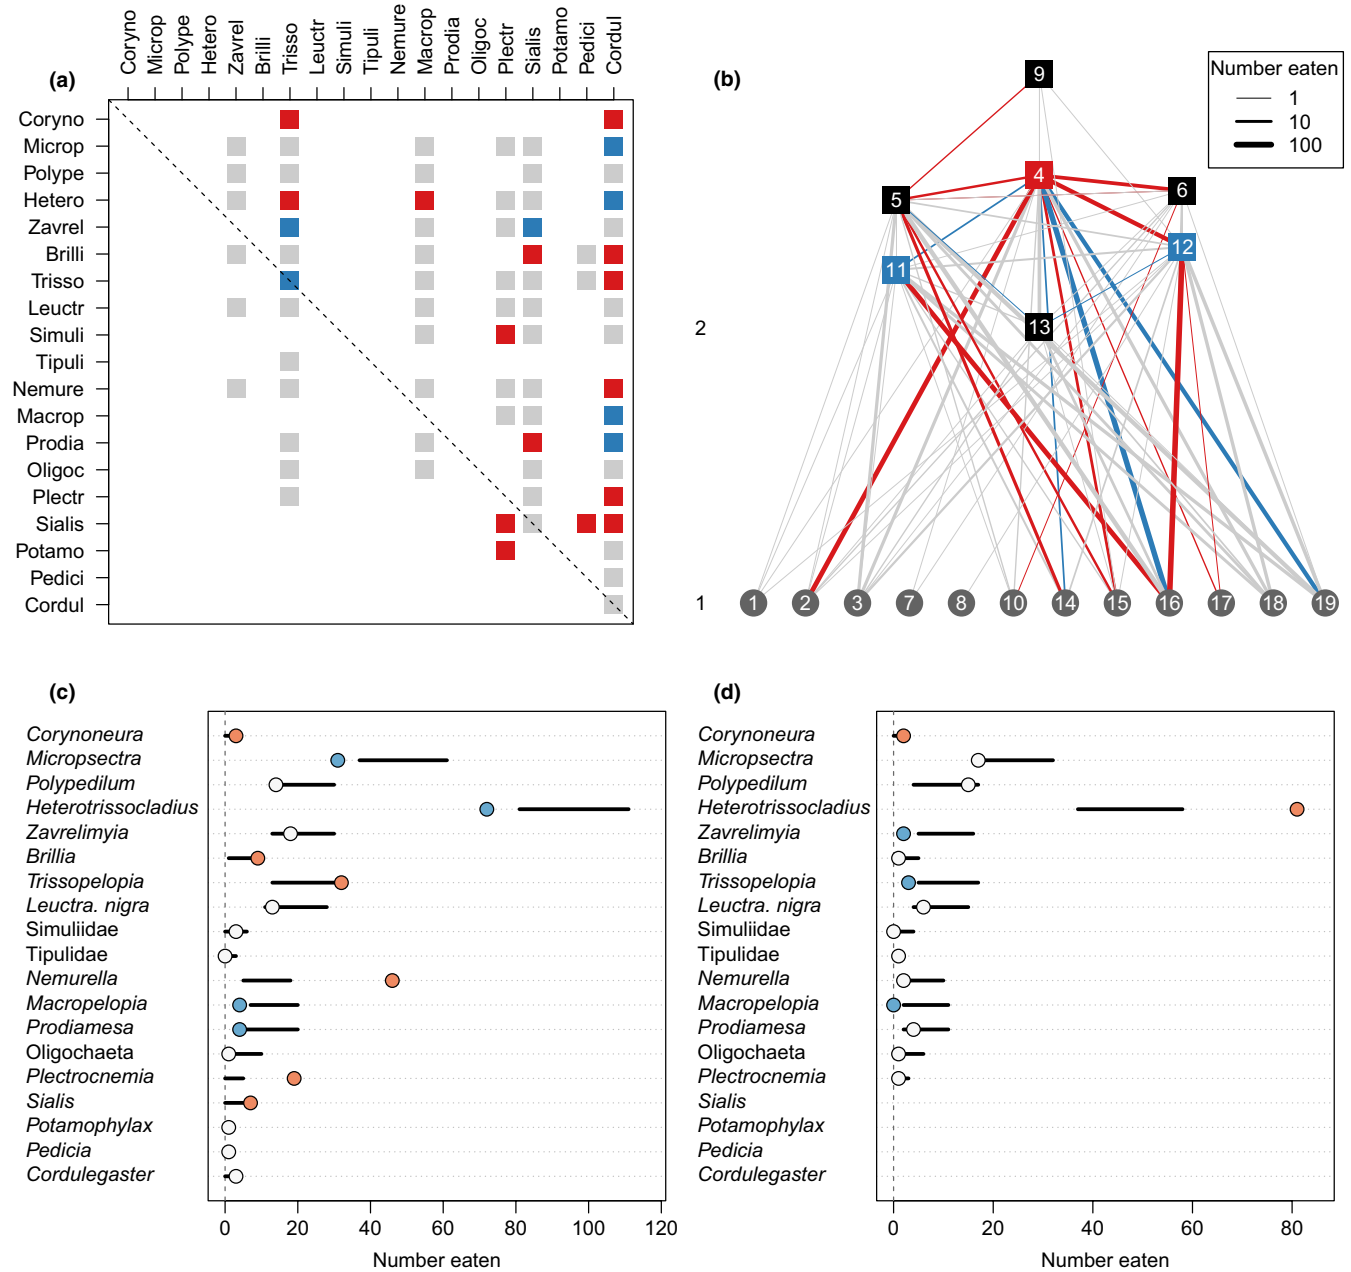 (a)
Coryno
Microp
Polype
Hetero
Zavrel
Brilli
Trisso
Leuctr
Simuli
Tipuli
Nemure
Macrop
Prodia
Oligoc
Plectr
Sialis
Potamo
Pedici
Cordul
Coryno
Microp
Polype
Hetero
Zavrel
Brilli
Trisso
Leuctr
Simuli
Tipuli
Nemure
Macrop
Prodia
Oligoc
Plectr
Sialis
Potamo
Pedici
Cordul
(b)
Number eaten
1
10
100
9
4
5
6
12
11
13
2
1
1
2
3
7
8
10
14
15
16
17
18
19
(c)
Corynoneura
Micropsectra
Polypedilum
Heterotrissocladius
Zavrelimyia
Brillia
Trissopelopia
Leuctra. nigra
Simuliidae
Tipulidae
Nemurella
Macropelopia
Prodiamesa
Oligochaeta
Plectrocnemia
Sialis
Potamophylax
Pedicia
Cordulegaster
0 20 40 60 80 100 120
Number eaten
(d)
Corynoneura
Micropsectra
Polypedilum
Heterotrissocladius
Zavrelimyia
Brillia
Trissopelopia
Leuctra. nigra
Simuliidae
Tipulidae
Nemurella
Macropelopia
Prodiamesa
Oligochaeta
Plectrocnemia
Sialis
Potamophylax
Pedicia
Cordulegaster
0 20 40 60 80
Number eaten